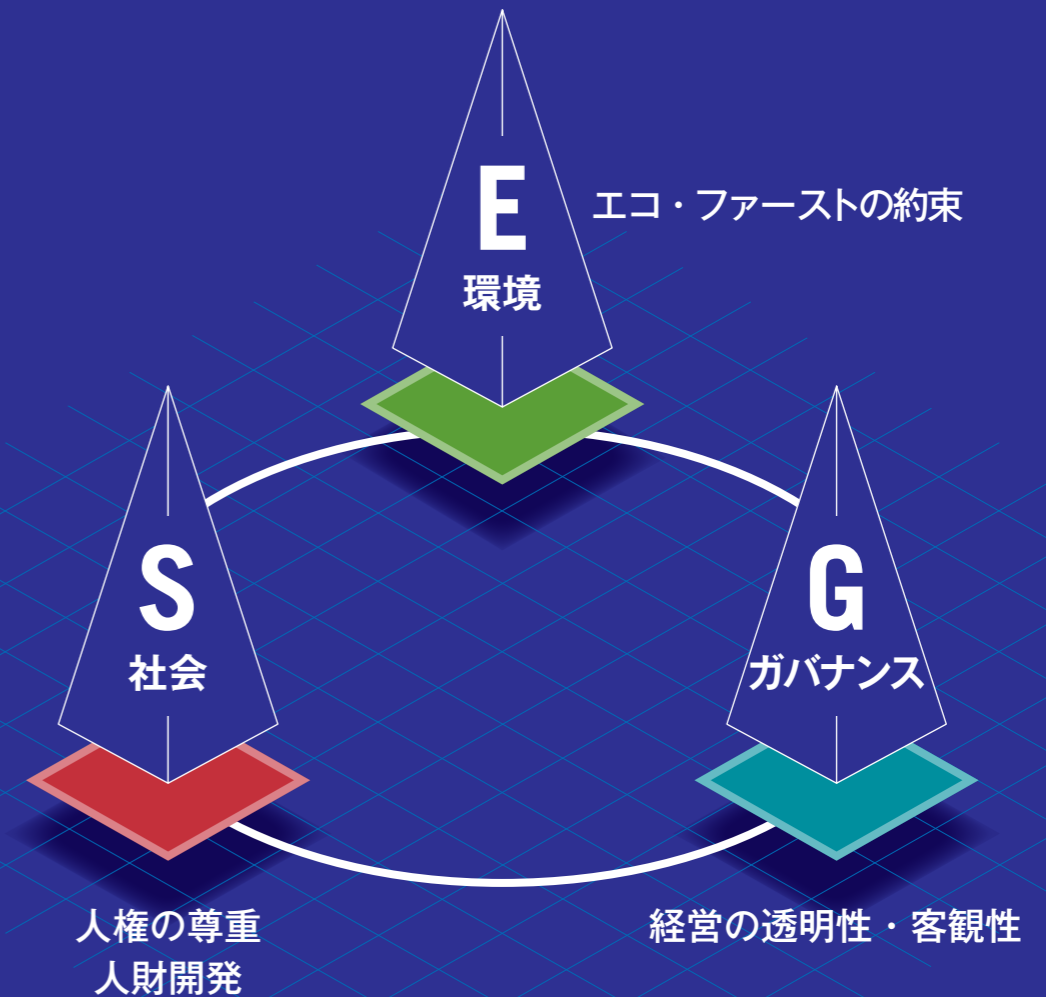 E
環境
エコ・ファーストの約束
S
社会
人権の尊重
人財開発
G
ガバナンス
経営の透明性・客観性